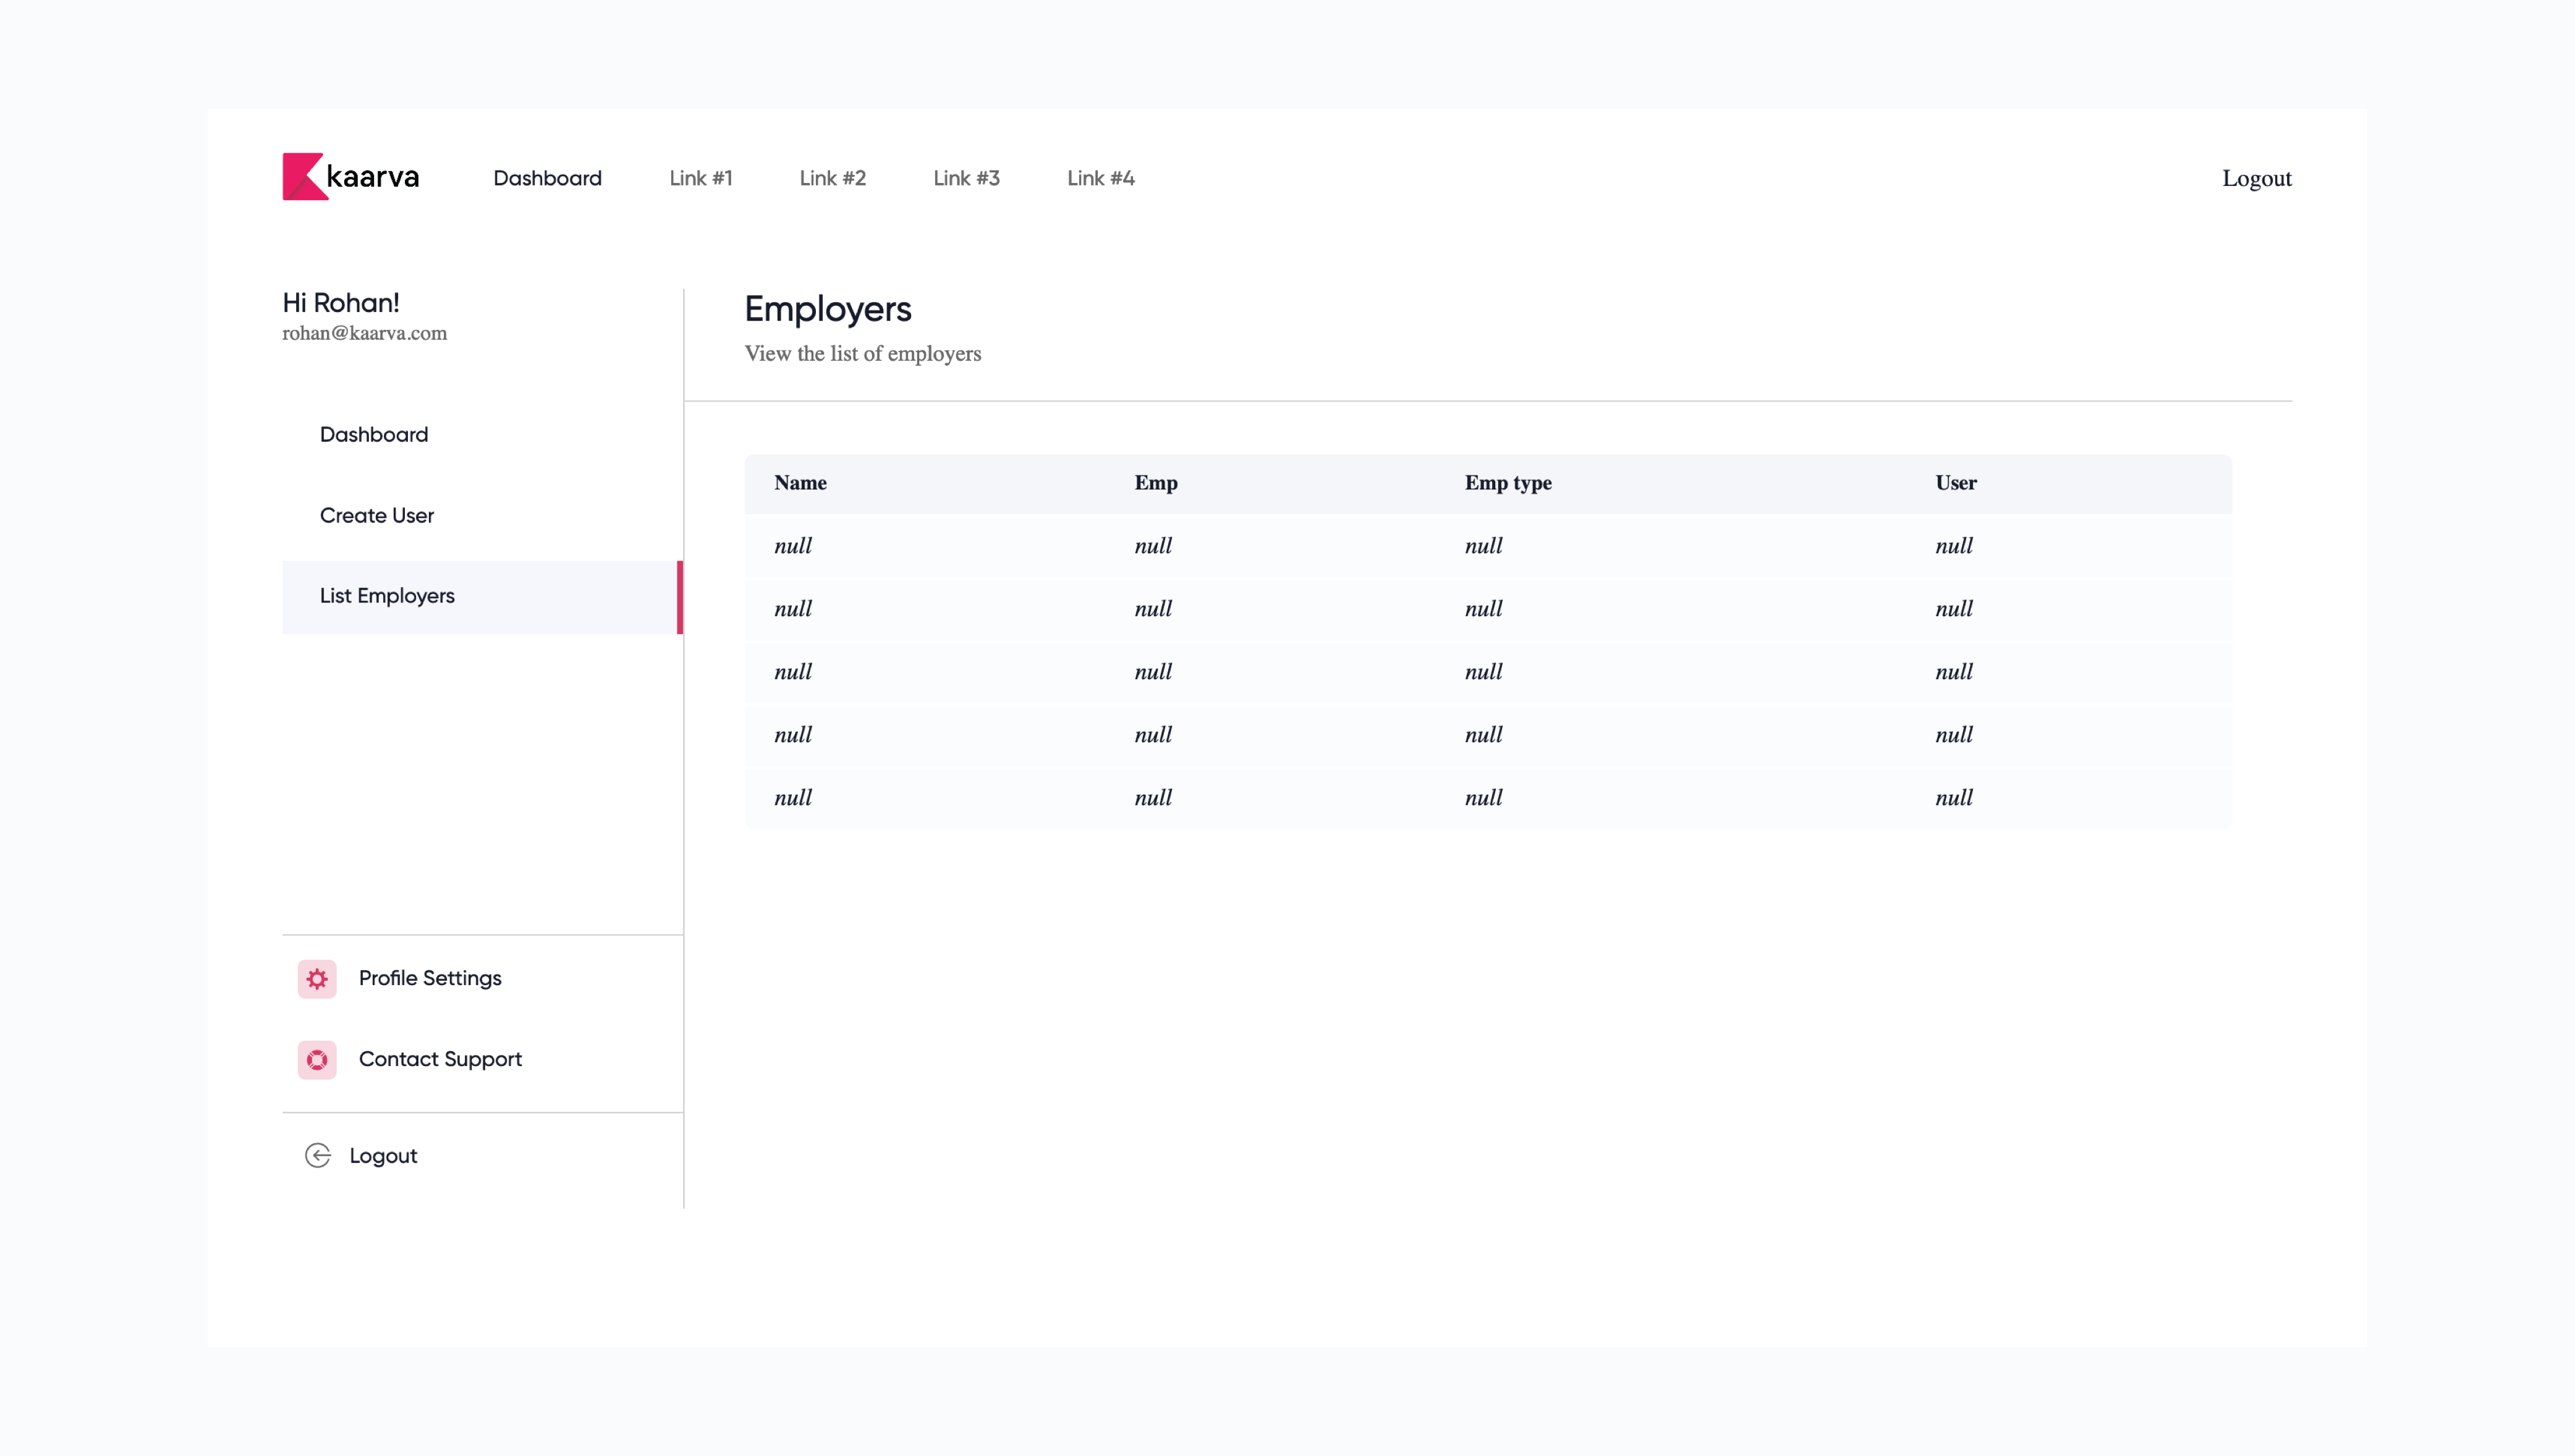 kaarva Dashboard Link #1 Link #2 Link #3 Link #4 Logout
Hi Rohan!
rohan@kaarva.com
Dashboard
Create User
List Employers
Profile Settings
Contact Support
Logout
Employers
View the list of employers
Name Emp Emp type User
null null null null
null null null null
null null null null
null null null null
null null null null